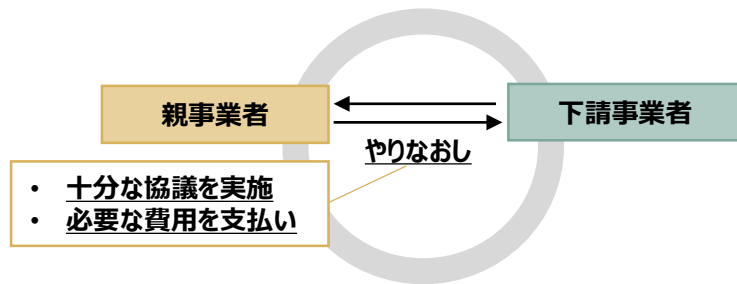 親事業者
下請事業者
やりなおし
• 十分な協議を実施
• 必要な費用を支払い